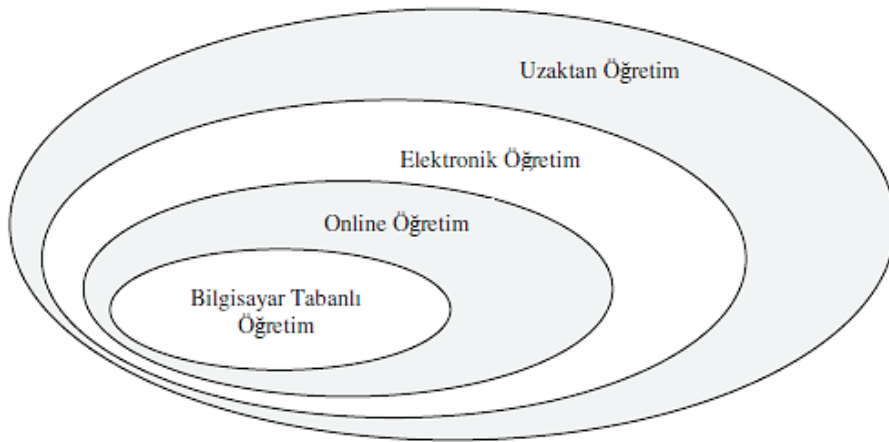 Uzaktan Öğretim
Elektronik Öğretim
Online Öğretim
Bilgisayar Tabanlı
Öğretim